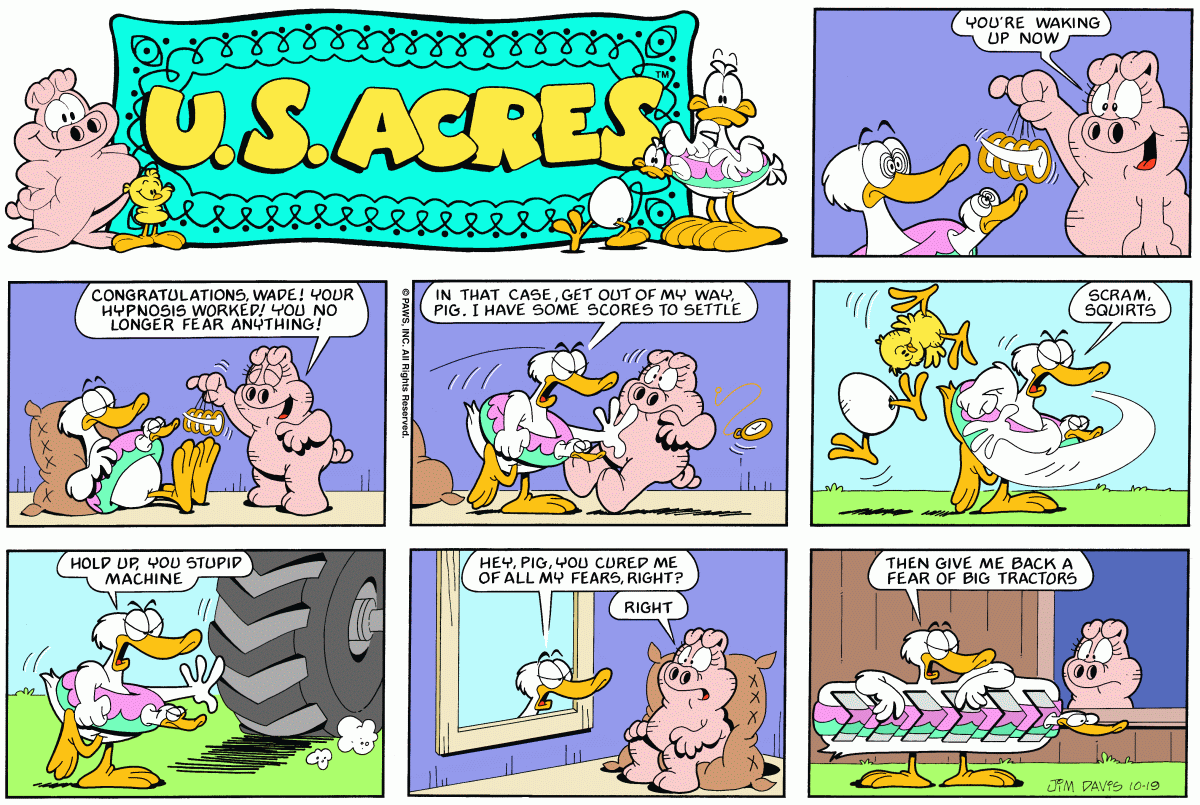 U.S. ACRES
™
YOU'RE WAKING
UP NOW
CONGRATULATIONS, WADE! YOUR
HYPNOSIS WORKED! YOU NO
LONGER FEAR ANYTHING!
© PAWS, INC. All Rights Reserved.
IN THAT CASE, GET OUT OF MY WAY,
PIG. I HAVE SOME SCORES TO SETTLE
SCRAM,
SQUIRTS
HOLD UP, YOU STUPID
MACHINE
HEY, PIG, YOU CURED ME
OF ALL MY FEARS, RIGHT?
RIGHT
THEN GIVE ME BACK A
FEAR OF BIG TRACTORS
JIM DAVIS 10-19